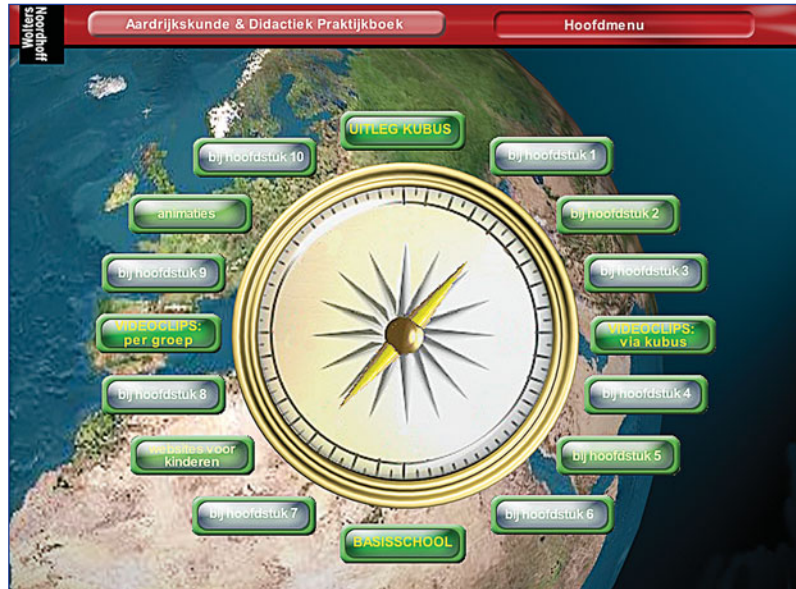 Wolters
Noordhoff
Aardrijkskunde & Didactiek Praktijkboek
Hoofdmenu
UITLEG KUBUS
bij hoofdstuk 10
bij hoofdstuk 1
animaties
bij hoofdstuk 2
bij hoofdstuk 9
bij hoofdstuk 3
VIDEOCLIPS:
per groep
VIDEOCLIPS:
via kubus
bij hoofdstuk 8
bij hoofdstuk 4
websites voor
kinderen
bij hoofdstuk 5
bij hoofdstuk 7
bij hoofdstuk 6
BASISSCHOOL